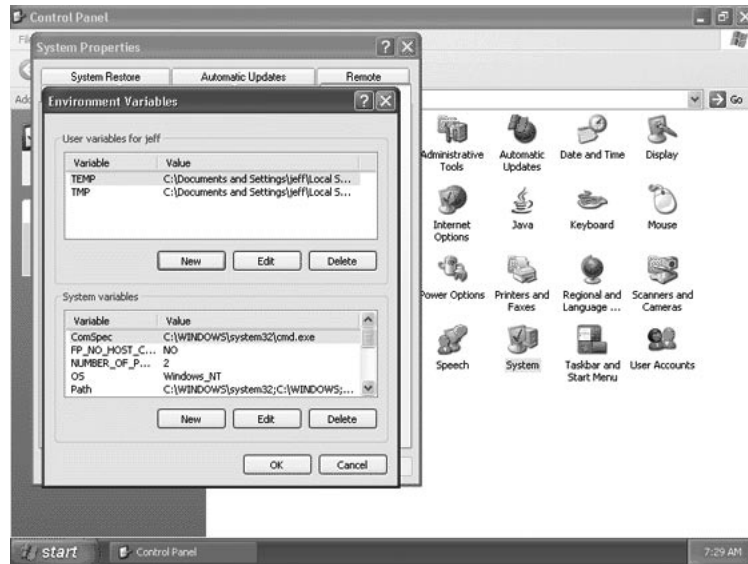 Control Panel
System Properties
System Restore
Automatic Updates
Remote
Environment Variables
User variables for jeff
Variable Value
TEMP C:\Documents and Settings\jeff\Local S...
TMP C:\Documents and Settings\jeff\Local S...
New Edit Delete
System variables
Variable Value
ComSpec C:\WINDOWS\system32\cmd.exe
FP_NO_HOST_C... NO
NUMBER_OF_P... 2
OS Windows_NT
Path C:\WINDOWS\system32;C:\WINDOWS;...
New Edit Delete
OK Cancel
Go
Administrative Tools
Automatic Updates
Date and Time
Display
Internet Options
Java
Keyboard
Mouse
Power Options
Printers and Faxes
Regional and Language ...
Scanners and Cameras
Speech
System
Taskbar and Start Menu
User Accounts
start
Control Panel
7:29 AM